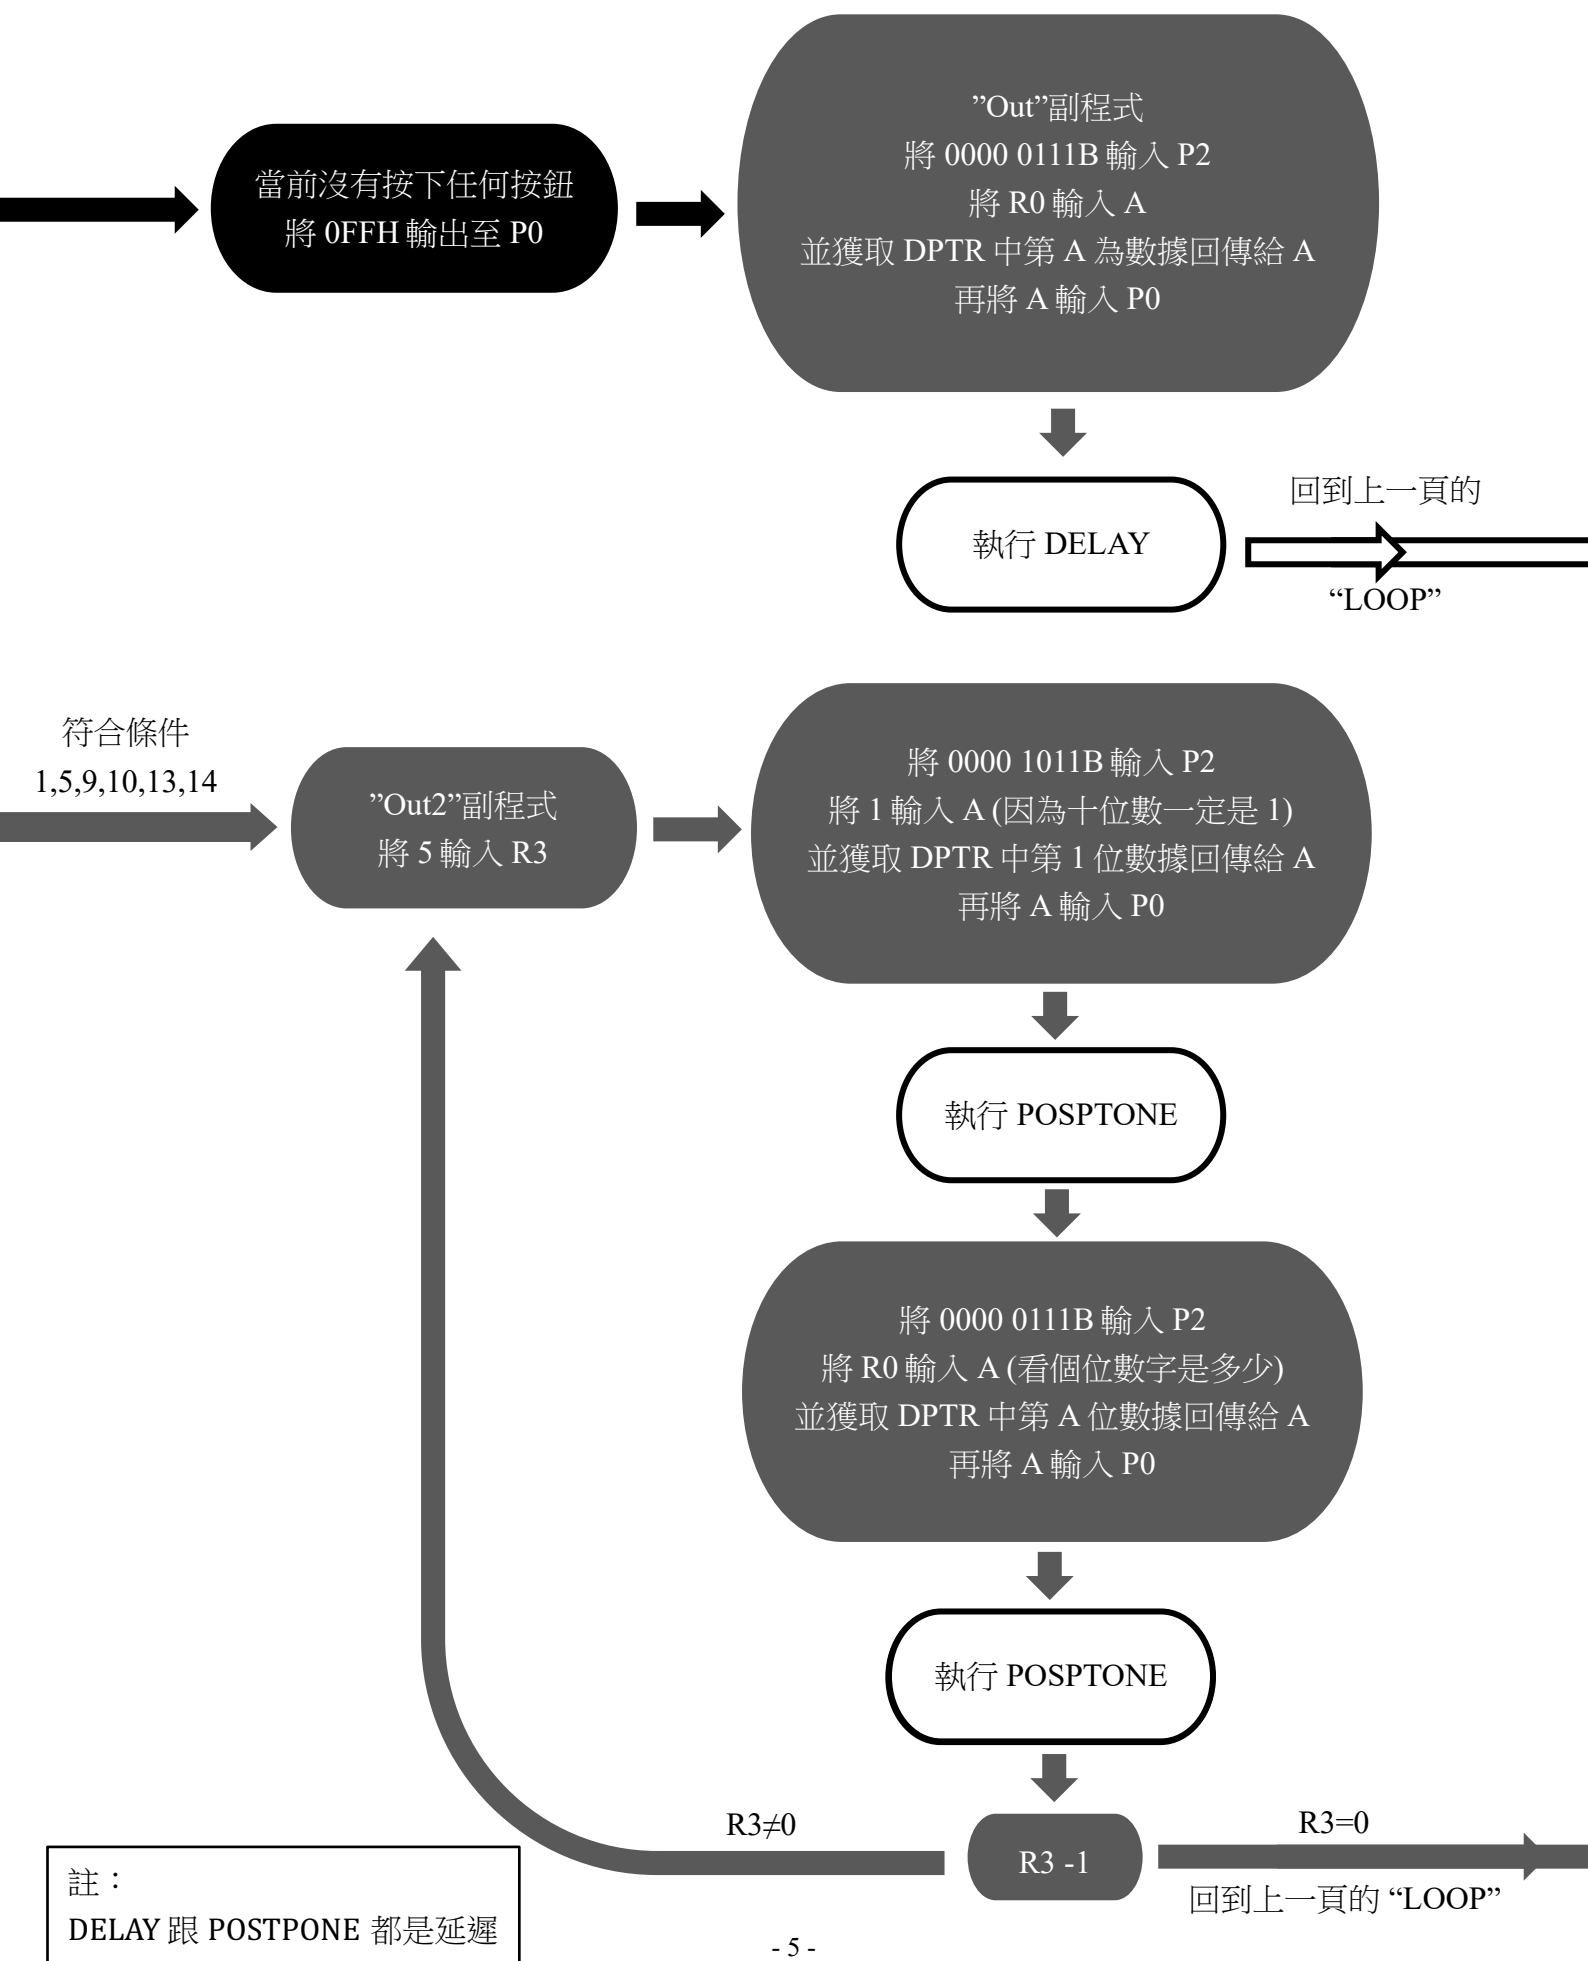 當前沒有按下任何按鈕
將 0FFH 輸出至 P0
”Out”副程式
將 0000 0111B 輸入 P2
將 R0 輸入 A
並獲取 DPTR 中第 A 為數據回傳給 A
再將 A 輸入 P0
執行 DELAY
回到上一頁的
“LOOP”
符合條件
1,5,9,10,13,14
”Out2”副程式
將 5 輸入 R3
將 0000 1011B 輸入 P2
將 1 輸入 A (因為十位數一定是 1)
並獲取 DPTR 中第 1 位數據回傳給 A
再將 A 輸入 P0
執行 POSPTONE
將 0000 0111B 輸入 P2
將 R0 輸入 A (看個位數字是多少)
並獲取 DPTR 中第 A 位數據回傳給 A
再將 A 輸入 P0
執行 POSPTONE
R3≠0
R3 -1
R3=0
回到上一頁的 “LOOP”
註：
DELAY 跟 POSTPONE 都是延遲
- 5 -